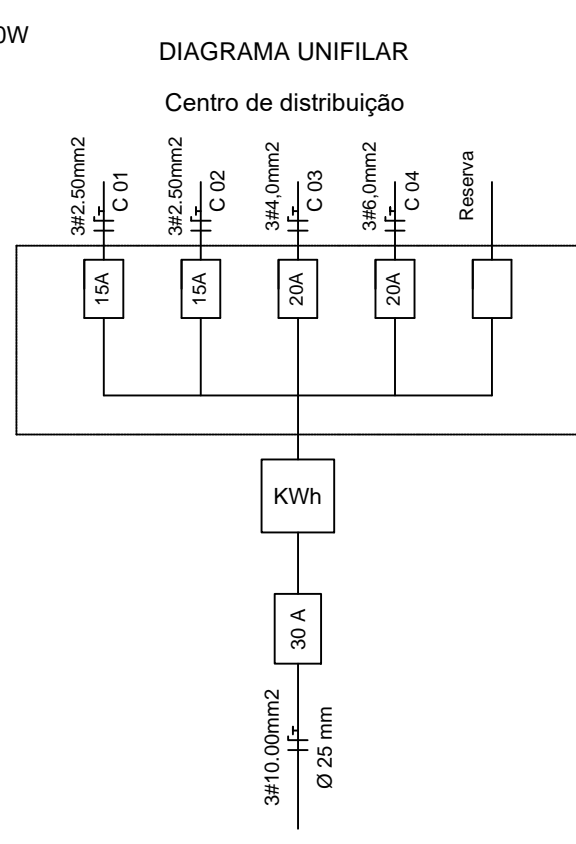 0W
DIAGRAMA UNIFILAR
Centro de distribuição
3#2.50mm2
C 01
3#2.50mm2
C 02
3#4,0mm2
C 03
3#6,0mm2
C 04
Reserva
15A
15A
20A
20A
KWh
30 A
3#10.00mm2
Ø 25 mm